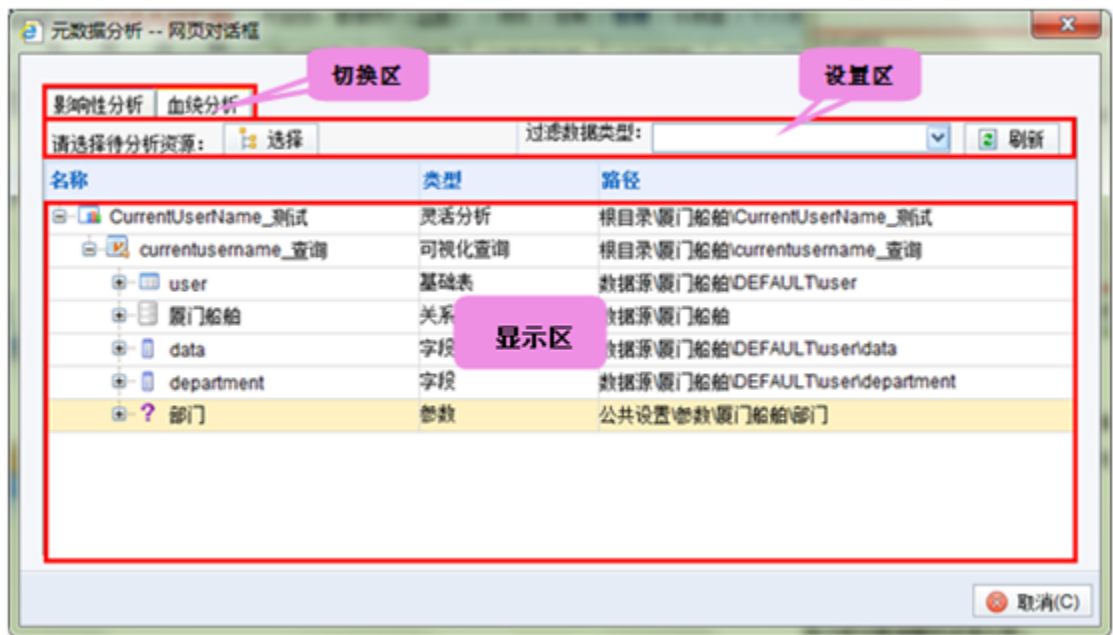 元数据分析 -- 网页对话框
切换区
设置区
影响性分析 血统分析
请选择待分析资源： 选择 过滤数据类型： 刷新
名称 类型 路径
CurrentUserName_测试 灵活分析 根目录\厦门船舶\CurrentUserName_测试
currentusername_查询 可视化查询 根目录\厦门船舶\currentusername_查询
user 基础表 数据源\厦门船舶\DEFAULT\user
厦门船舶 关系 数据源\厦门船舶
显示区
data 字段 数据源\厦门船舶\DEFAULT\user\data
department 字段 数据源\厦门船舶\DEFAULT\user\department
部门 参数 公共设置\参数\厦门船舶\部门
取消(C)